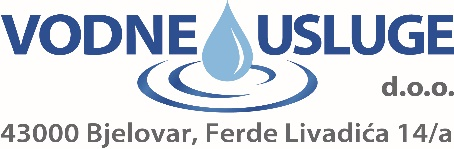 VODNE USLUGE
d.o.o.
43000 Bjelovar, Ferde Livadića 14/a